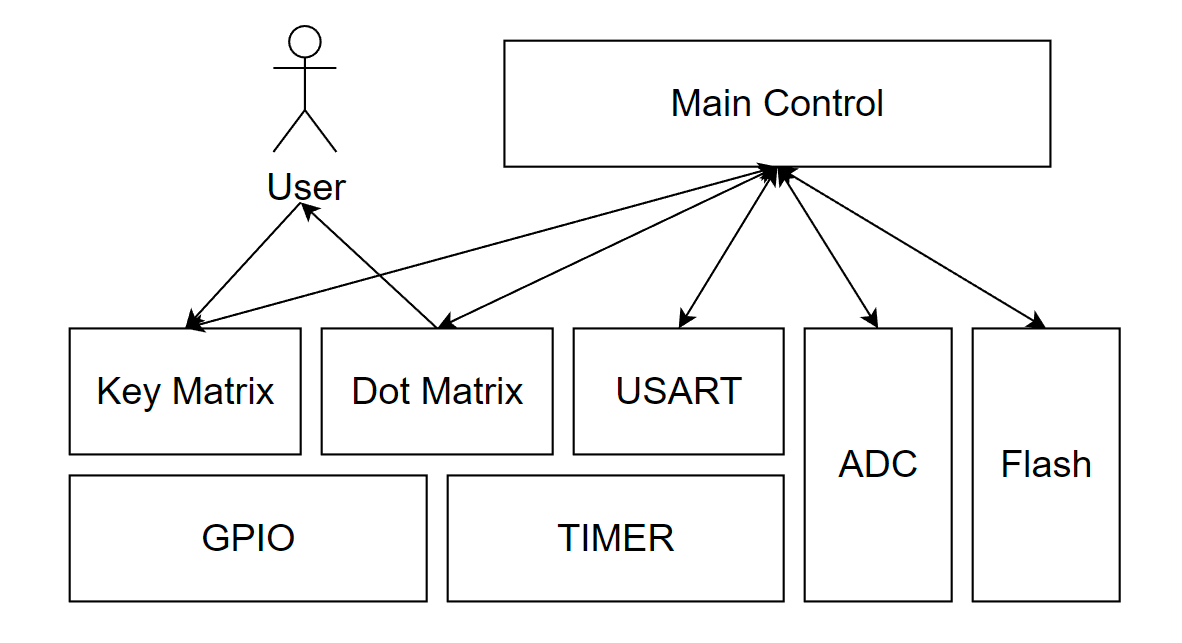 Main Control
User
Key Matrix
Dot Matrix
USART
ADC
Flash
GPIO
TIMER